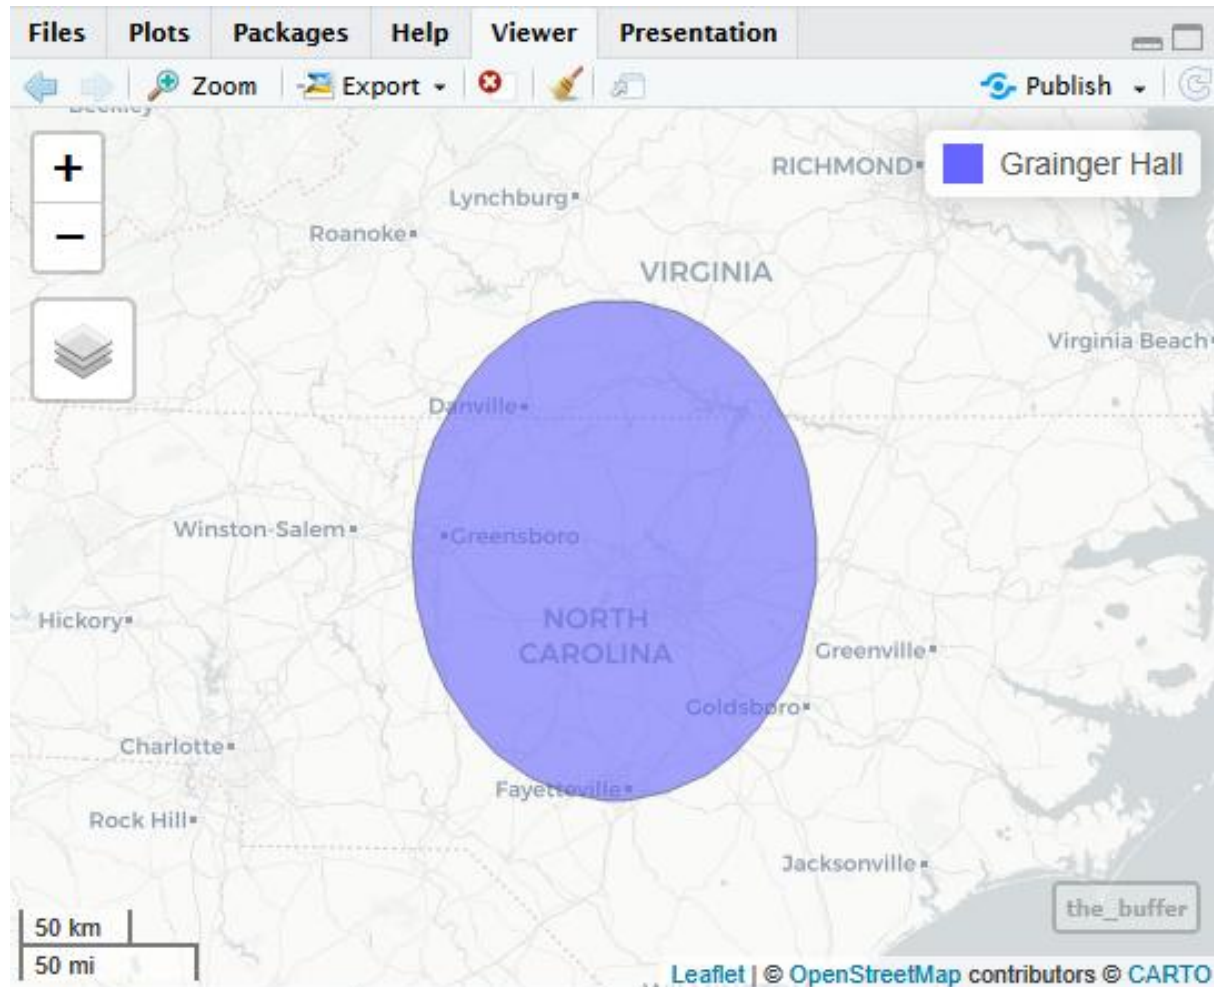 Files Plots Packages Help Viewer Presentation
Zoom Export Publish
Beckley
+
RICHMOND
Grainger Hall
Lynchburg
−
Roanoke
VIRGINIA
Virginia Beach
Danville
Winston-Salem
Greensboro
Hickory
NORTH
CAROLINA
Greenville
Goldsboro
Charlotte
Fayetteville
Rock Hill
Jacksonville
the_buffer
50 km
50 mi
Leaflet | © OpenStreetMap contributors © CARTO